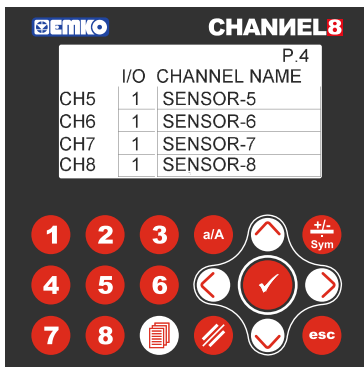 EMKO CHANNEL8
P.4
I/O CHANNEL NAME
CH5 1 SENSOR-5
CH6 1 SENSOR-6
CH7 1 SENSOR-7
CH8 1 SENSOR-8
1 2 3 a/A +/- Sym
4 5 6
7 8 esc